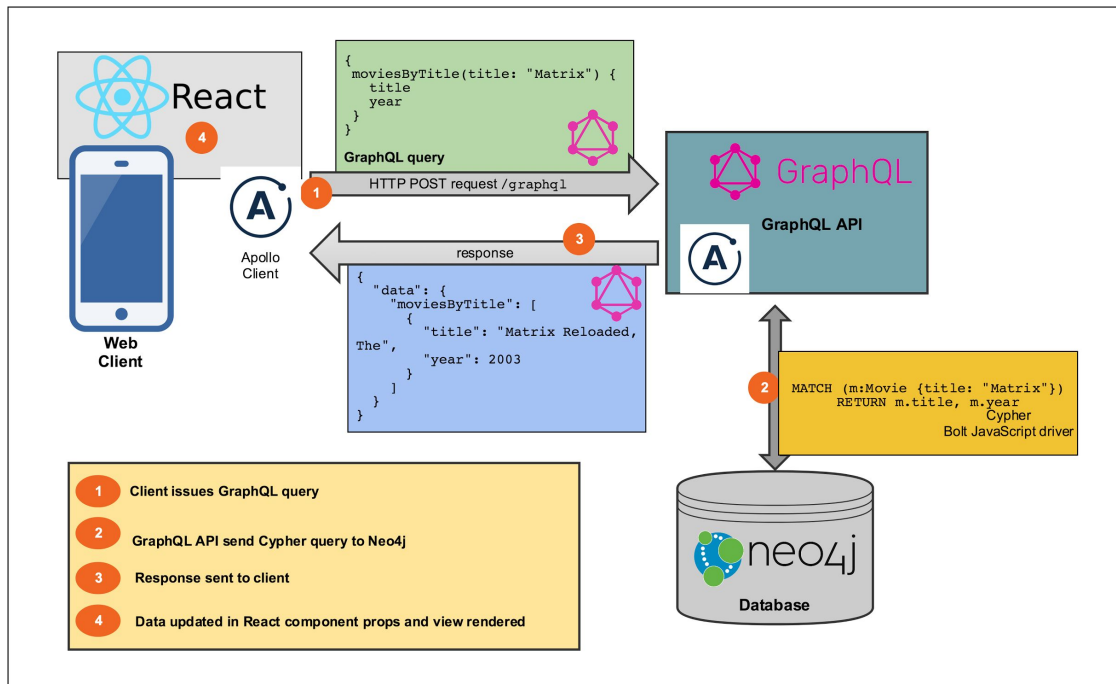 React
4
Apollo
Client
Web
Client
{
moviesByTitle(title: "Matrix") {
title
year
}
}
GraphQL query
1
HTTP POST request /graphql
3
response
{
"data": {
"moviesByTitle": [
{
"title": "Matrix Reloaded,
The",
"year": 2003
}
]
}
}
GraphQL
GraphQL API
2
MATCH (m:Movie {title: "Matrix"})
RETURN m.title, m.year
Cypher
Bolt JavaScript driver
neo4j
Database
1 Client issues GraphQL query
2 GraphQL API send Cypher query to Neo4j
3 Response sent to client
4 Data updated in React component props and view rendered